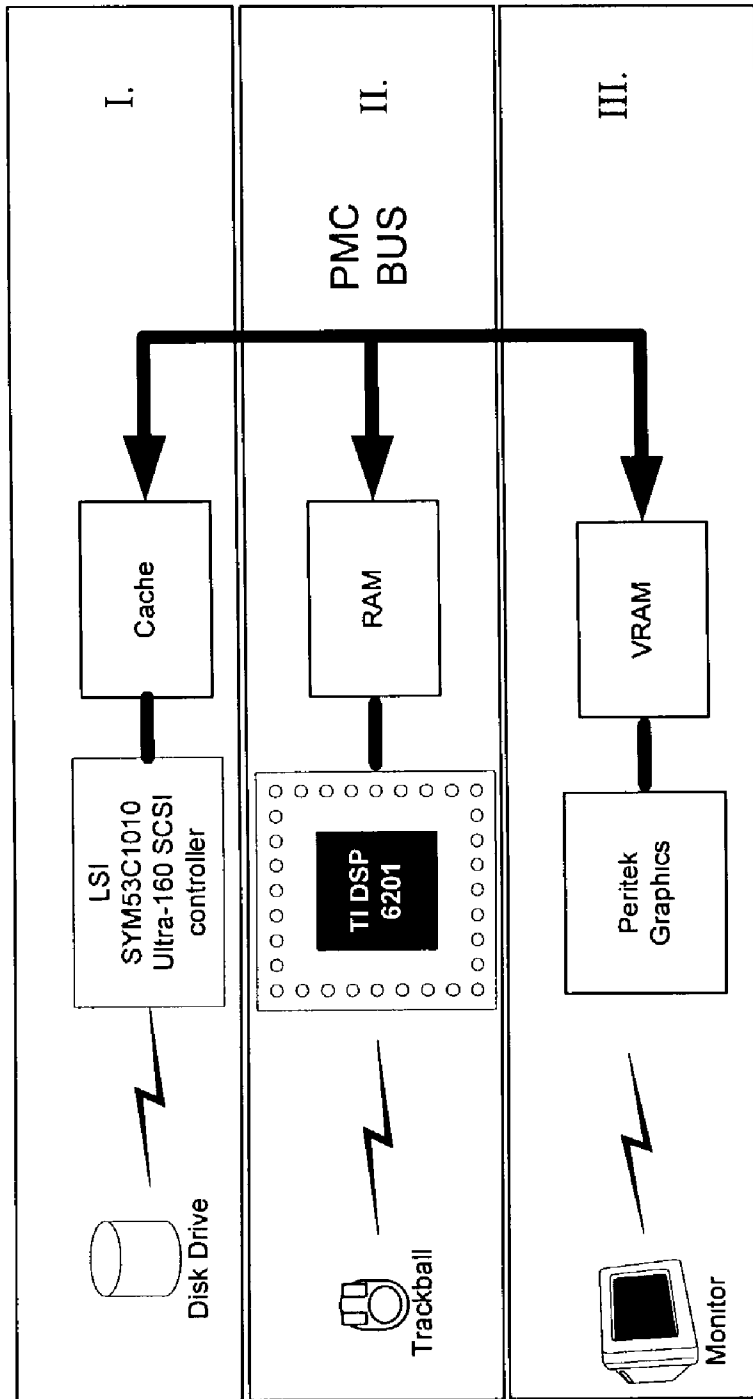 Disk Drive
LSI
SYM53C1010
Ultra-160 SCSI
controller
Cache
I.
Trackball
TI DSP
6201
RAM
PMC
BUS
II.
Monitor
Peritek
Graphics
VRAM
III.